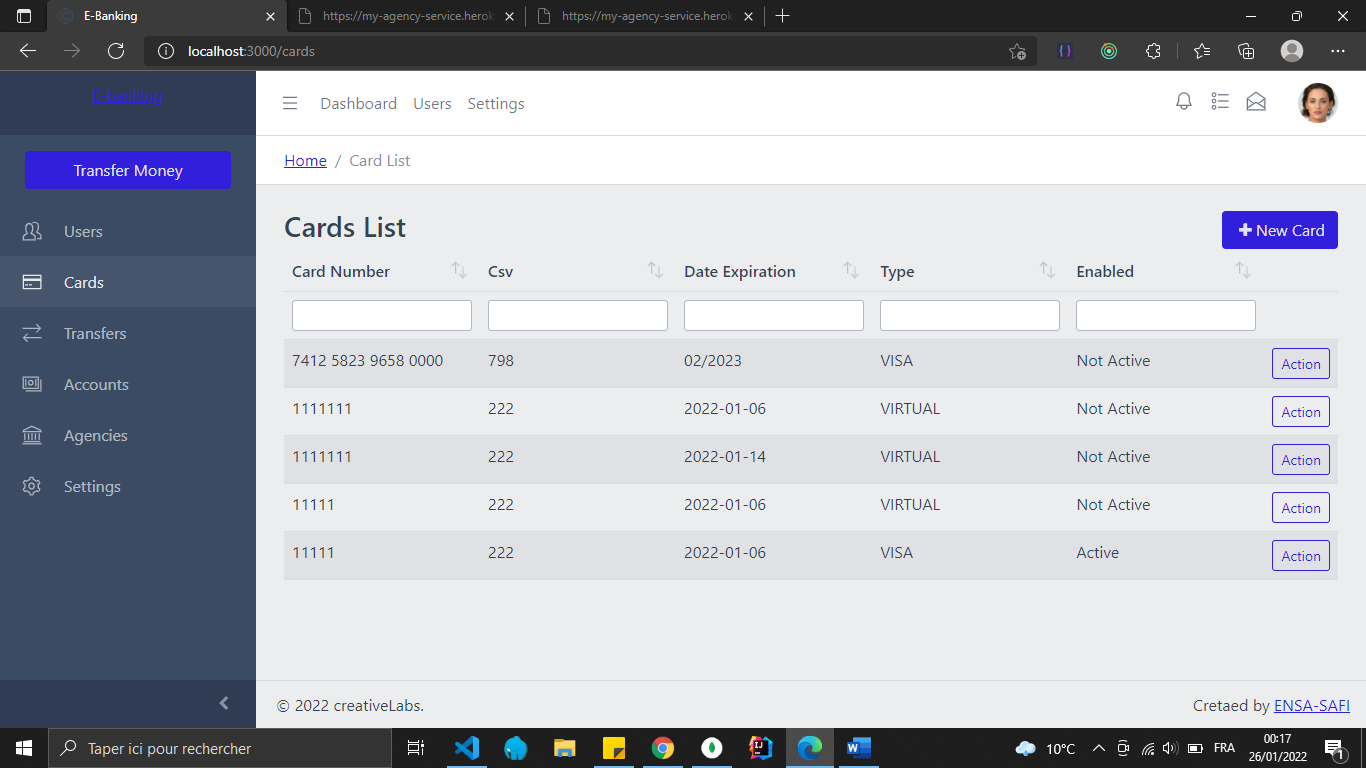 E-Banking
https://my-agency-service.herok
https://my-agency-service.herok
localhost:3000/cards
E-banking
Dashboard Users Settings
Transfer Money
Home / Card List
Users
Cards
Transfers
Accounts
Agencies
Settings
Cards List
New Card
Card Number Csv Date Expiration Type Enabled
7412 5823 9658 0000 798 02/2023 VISA Not Active Action
1111111 222 2022-01-06 VIRTUAL Not Active Action
1111111 222 2022-01-14 VIRTUAL Not Active Action
11111 222 2022-01-06 VIRTUAL Not Active Action
11111 222 2022-01-06 VISA Active Action
© 2022 creativeLabs. Cretaed by ENSA-SAFI
Taper ici pour rechercher
10°C
FRA
00:17
26/01/2022
1